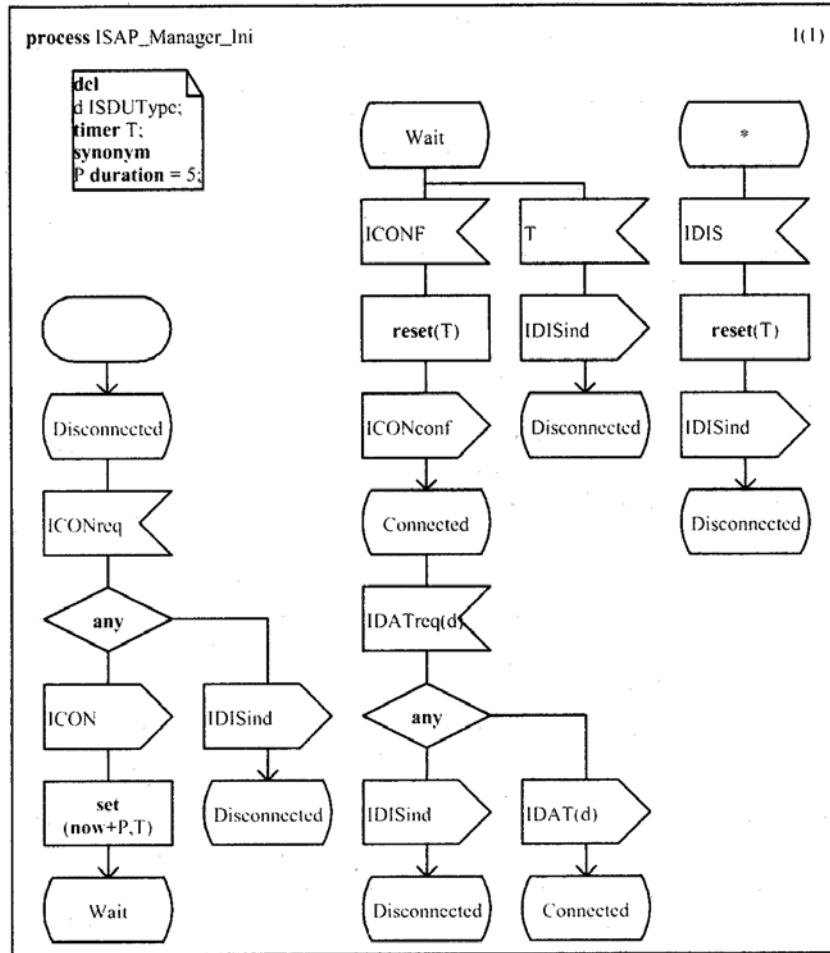 process ISAP_Manager_Ini
1(1)
dcl
d ISDUType;
timer T;
synonym
P duration = 5;
Disconnected
ICONreq
any
ICON
IDISind
set
(now+P,T)
Disconnected
Wait
Wait
ICONF
T
reset(T)
IDISind
ICONconf
Disconnected
Connected
IDATreq(d)
any
IDISind
IDAT(d)
Disconnected
Connected
*
IDIS
reset(T)
IDISind
Disconnected